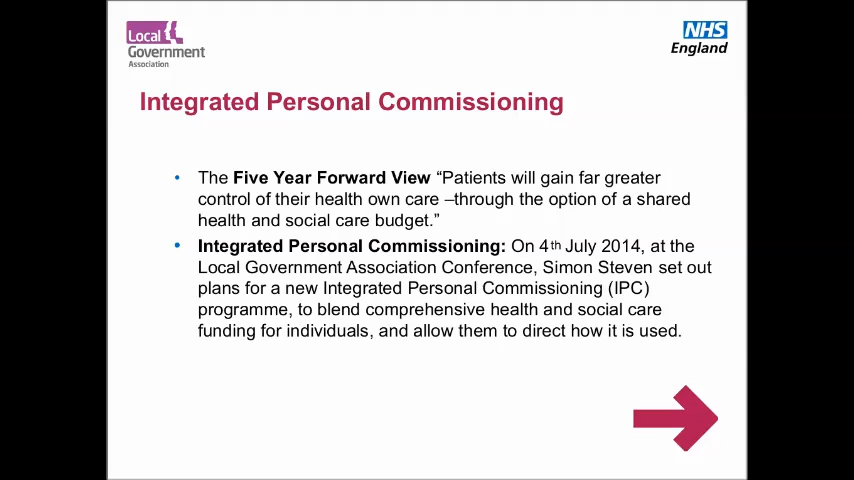 Local
Government
Association
NHS
England
Integrated Personal Commissioning
• The Five Year Forward View “Patients will gain far greater
control of their health own care –through the option of a shared
health and social care budget.”
• Integrated Personal Commissioning: On 4th July 2014, at the
Local Government Association Conference, Simon Steven set out
plans for a new Integrated Personal Commissioning (IPC)
programme, to blend comprehensive health and social care
funding for individuals, and allow them to direct how it is used.